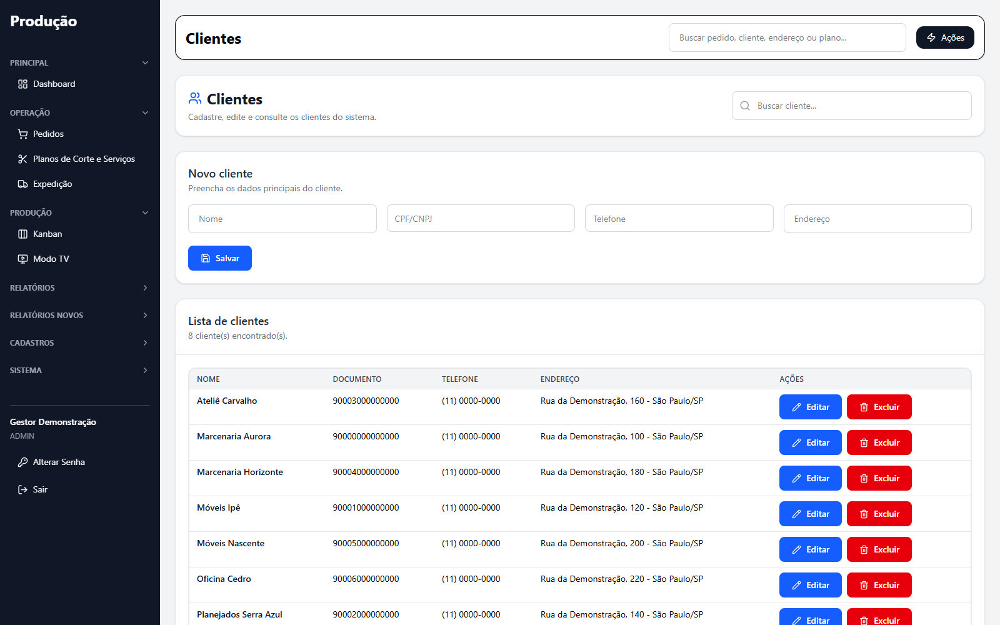 Produção
PRINCIPAL
Dashboard
OPERAÇÃO
Pedidos
Planos de Corte e Serviços
Expedição
PRODUÇÃO
Kanban
Modo TV
RELATÓRIOS
RELATÓRIOS NOVOS
CADASTROS
SISTEMA
Gestor Demonstração
ADMIN
Alterar Senha
Sair
Clientes
Buscar pedido, cliente, endereço ou plano...
Ações
Clientes
Cadastre, edite e consulte os clientes do sistema.
Buscar cliente...
Novo cliente
Preencha os dados principais do cliente.
Nome CPF/CNPJ Telefone Endereço
Salvar
Lista de clientes
8 cliente(s) encontrado(s).
NOME DOCUMENTO TELEFONE ENDEREÇO AÇÕES
Ateliê Carvalho 90003000000000 (11) 0000-0000 Rua da Demonstração, 160 - São Paulo/SP Editar Excluir
Marcenaria Aurora 90000000000000 (11) 0000-0000 Rua da Demonstração, 100 - São Paulo/SP Editar Excluir
Marcenaria Horizonte 90004000000000 (11) 0000-0000 Rua da Demonstração, 180 - São Paulo/SP Editar Excluir
Móveis Ipê 90001000000000 (11) 0000-0000 Rua da Demonstração, 120 - São Paulo/SP Editar Excluir
Móveis Nascente 90005000000000 (11) 0000-0000 Rua da Demonstração, 200 - São Paulo/SP Editar Excluir
Oficina Cedro 90006000000000 (11) 0000-0000 Rua da Demonstração, 220 - São Paulo/SP Editar Excluir
Planejados Serra Azul 90002000000000 (11) 0000-0000 Rua da Demonstração, 140 - São Paulo/SP Editar Excluir